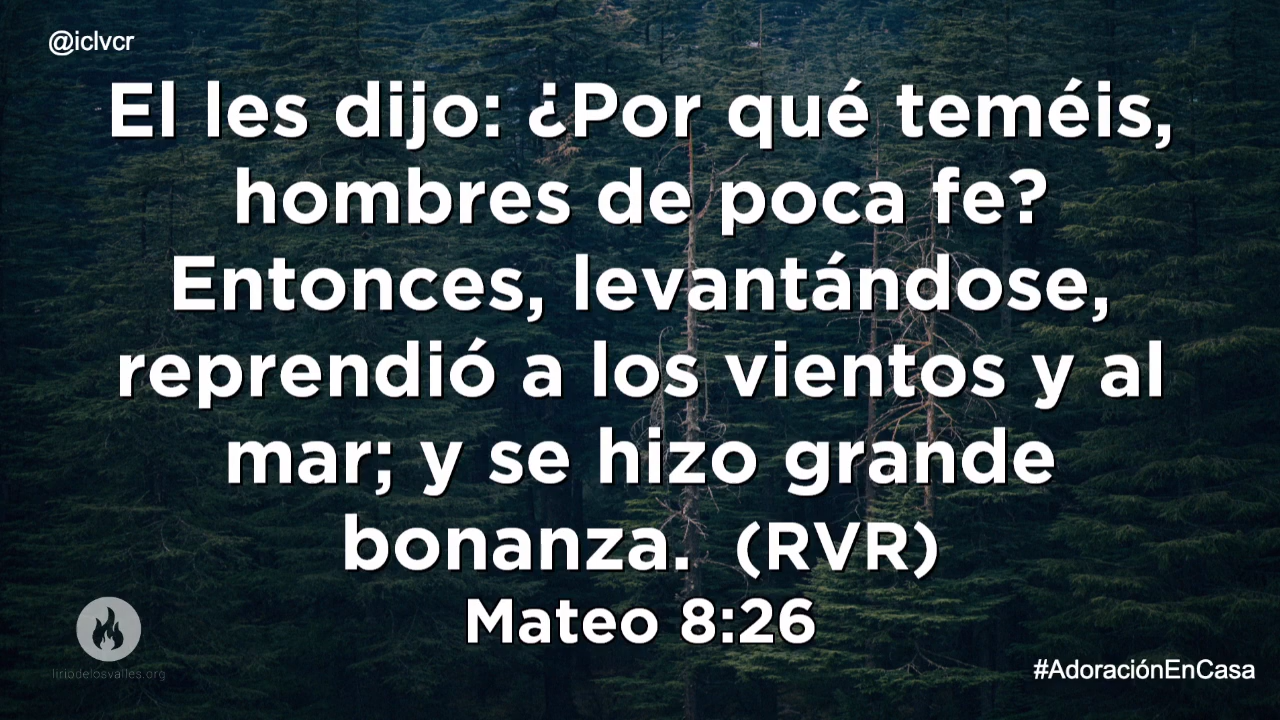 @iclvcr
El les dijo: ¿Por qué teméis,
hombres de poca fe?
Entonces, levantándose,
reprendió a los vientos y al
mar; y se hizo grande
bonanza. (RVR)
Mateo 8:26
liriodelosvalles.org
#AdoraciónEnCasa